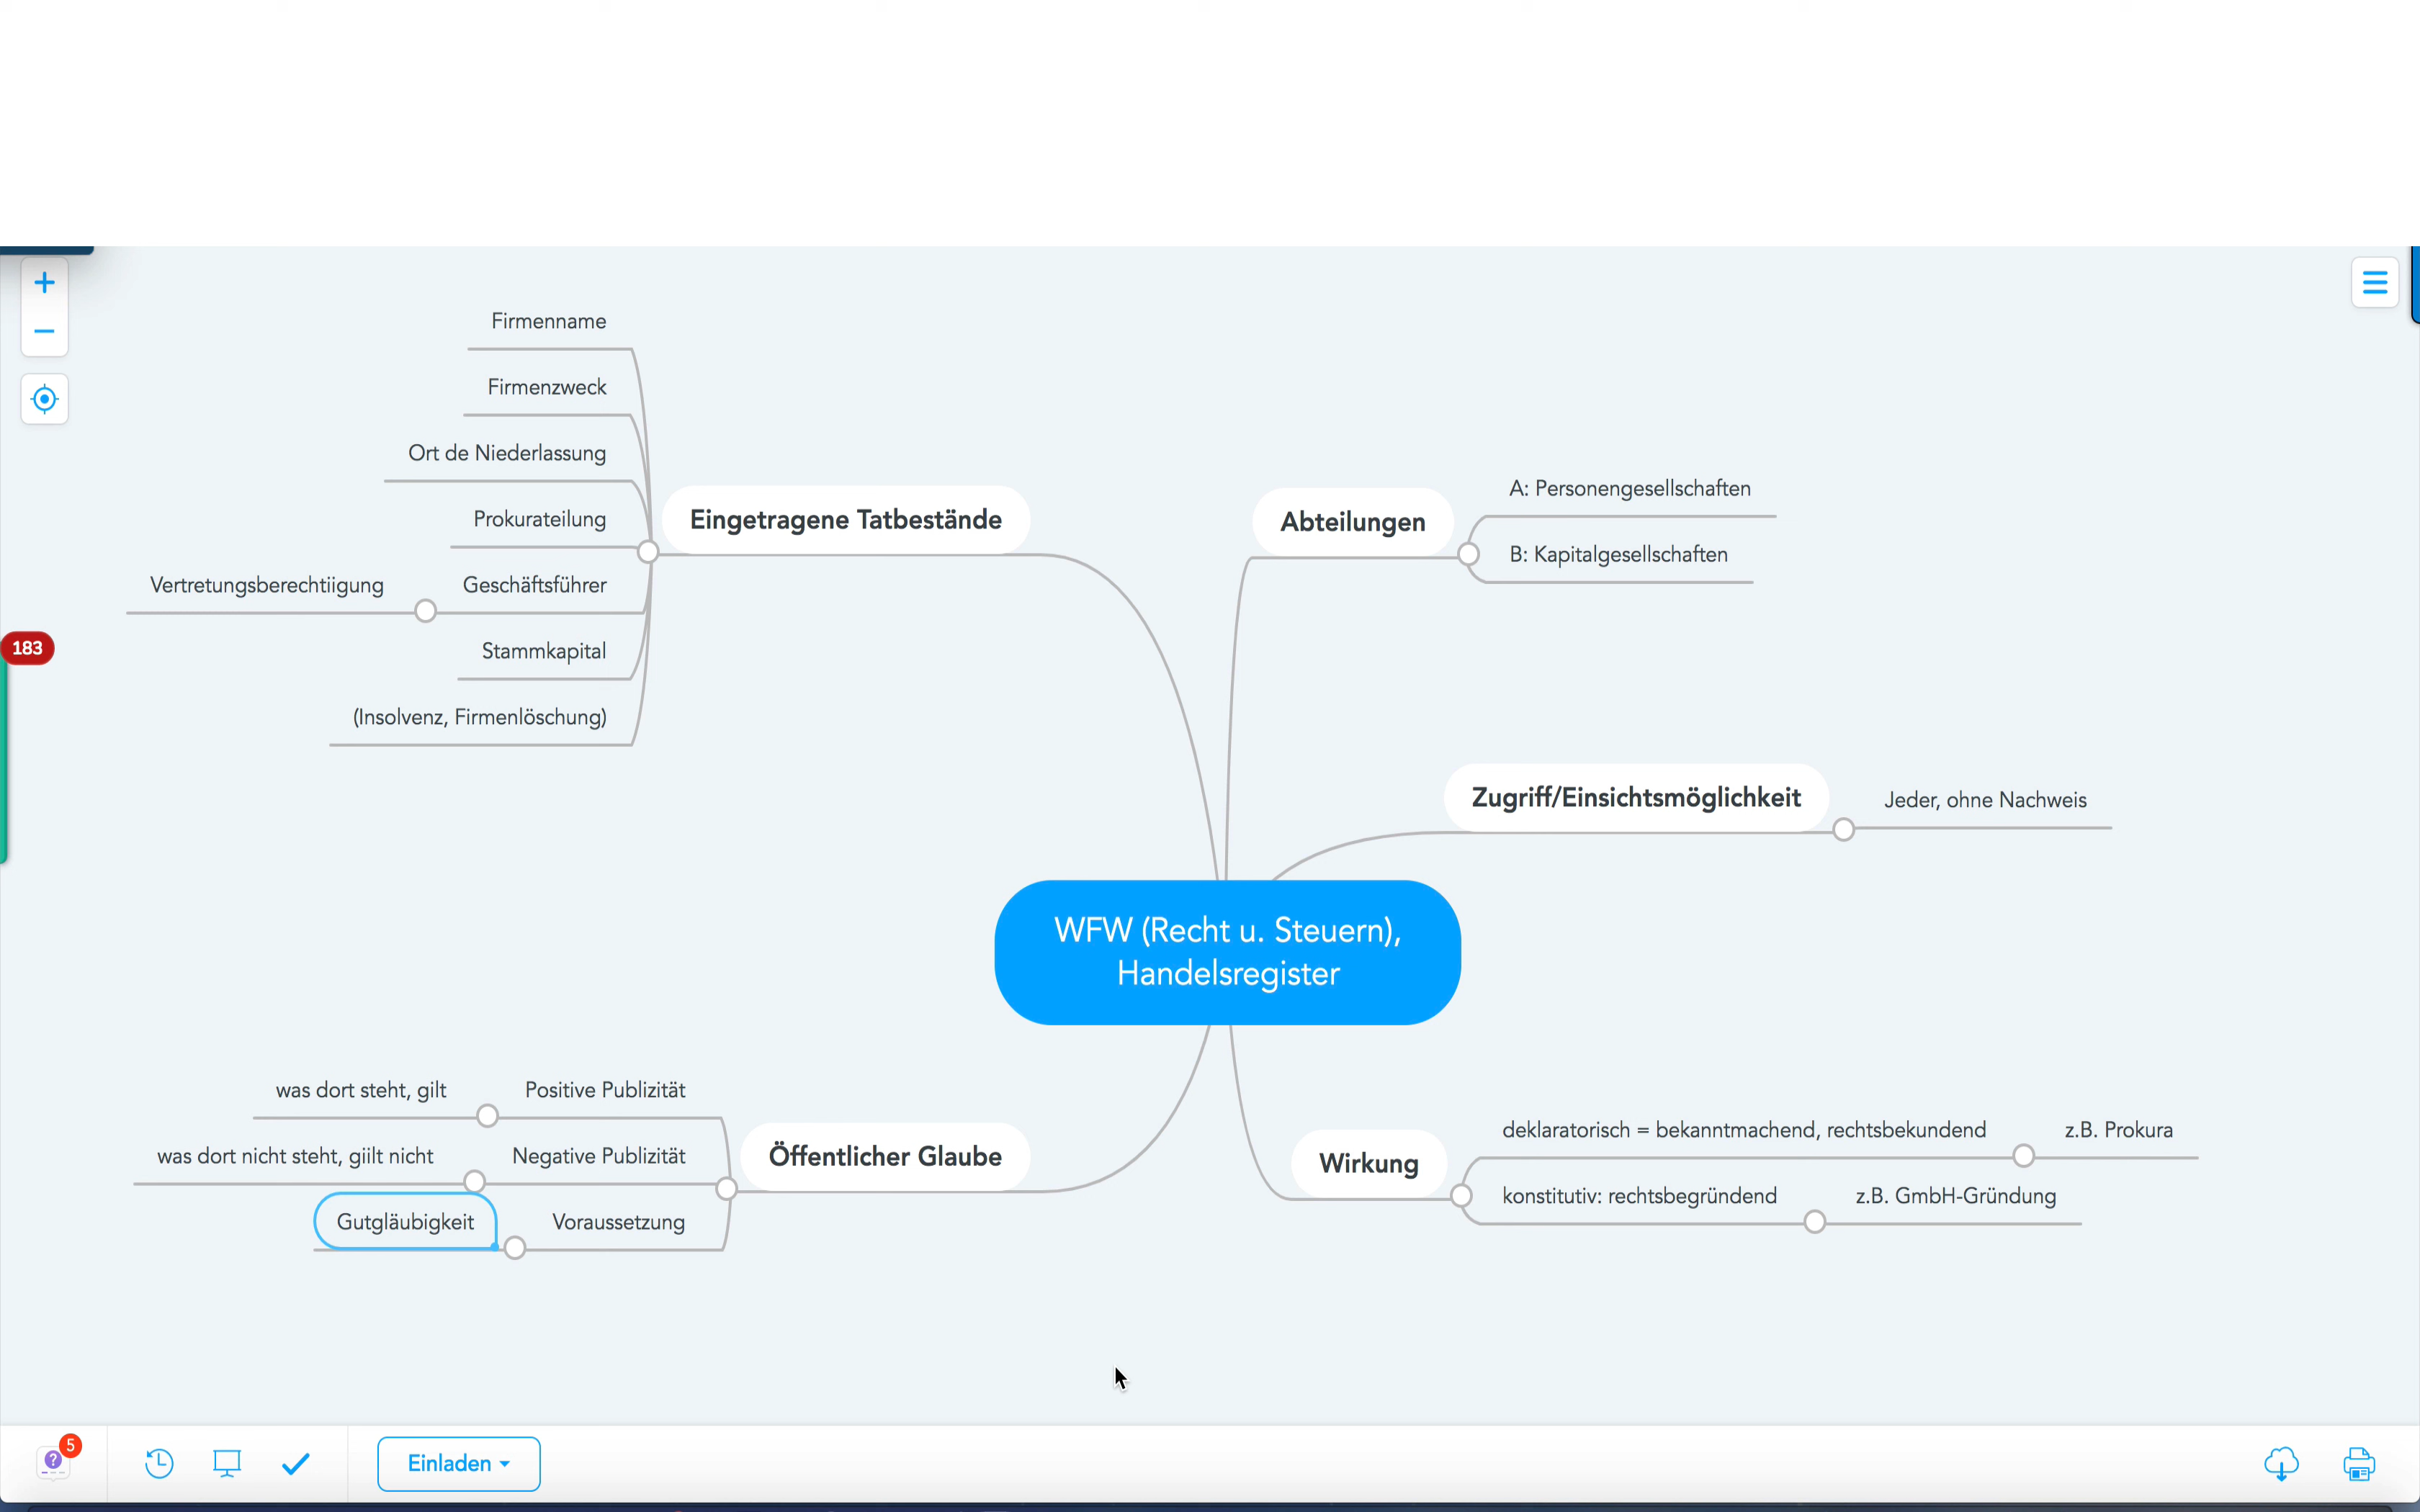 Firmenname
Firmenzweck
Ort de Niederlassung
Prokurateilung
Vertretungsberechtiigung
Geschäftsführer
Stammkapital
(Insolvenz, Firmenlöschung)
Eingetragene Tatbestände
Abteilungen
A: Personengesellschaften
B: Kapitalgesellschaften
183
Zugriff/Einsichtsmöglichkeit
Jeder, ohne Nachweis
WFW (Recht u. Steuern),
Handelsregister
was dort steht, gilt
Positive Publizität
was dort nicht steht, giilt nicht
Negative Publizität
Gutgläubigkeit
Voraussetzung
Öffentlicher Glaube
Wirkung
deklaratorisch = bekanntmachend, rechtsbekundend
z.B. Prokura
konstitutiv: rechtsbegründend
z.B. GmbH-Gründung
5
?
Einladen